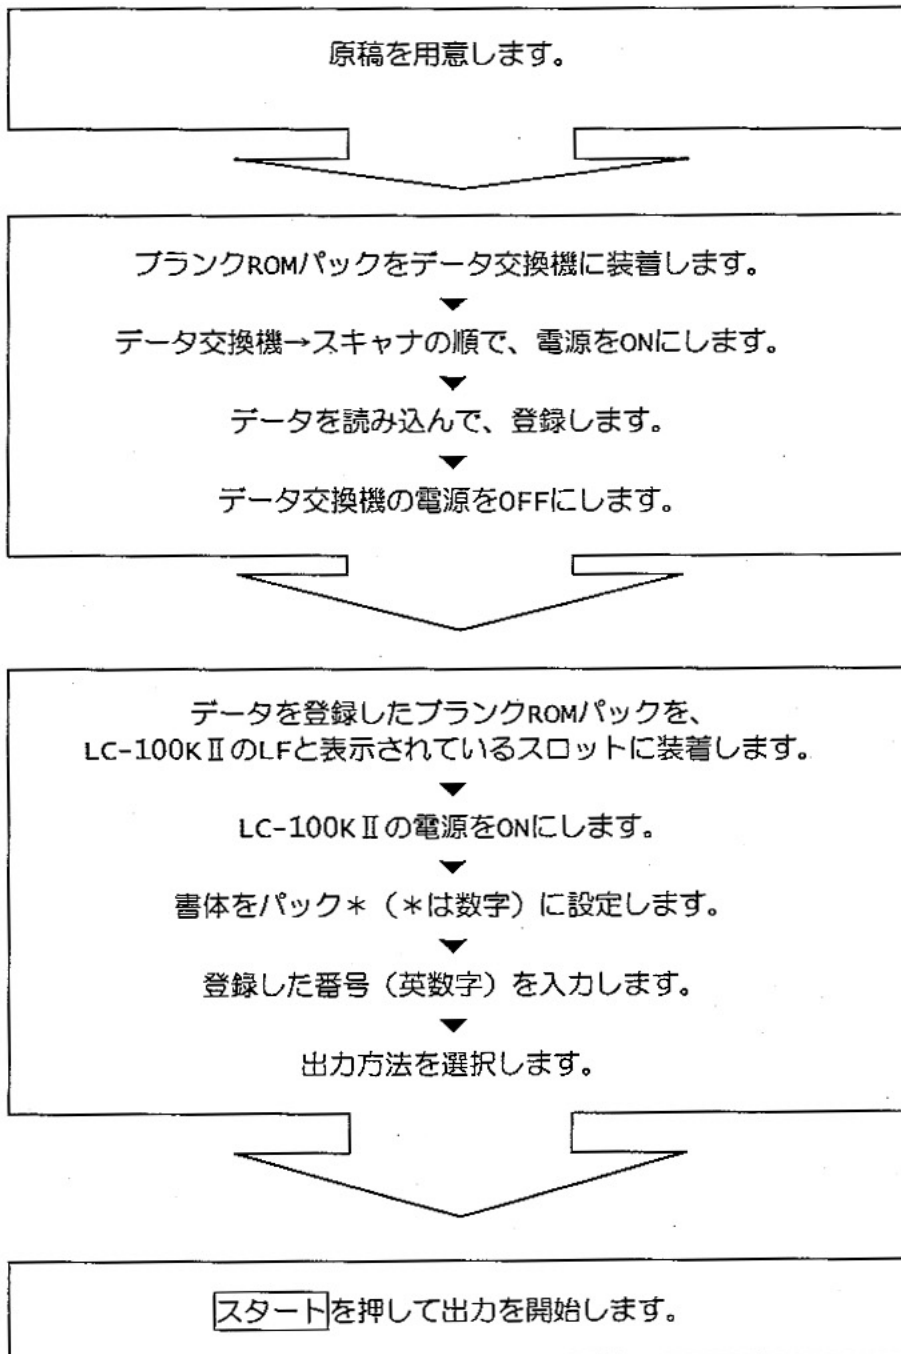 原稿を用意します。
ブランクROMパックをデータ交換機に装着します。
データ交換機→スキャナの順で、電源をONにします。
データを読み込んで、登録します。
データ交換機の電源をOFFにします。
データを登録したブランクROMパックを、
LC-100KⅡのLFと表示されているスロットに装着します。
LC-100KⅡの電源をONにします。
書体をパック＊（＊は数字）に設定します。
登録した番号（英数字）を入力します。
出力方法を選択します。
スタートを押して出力を開始します。